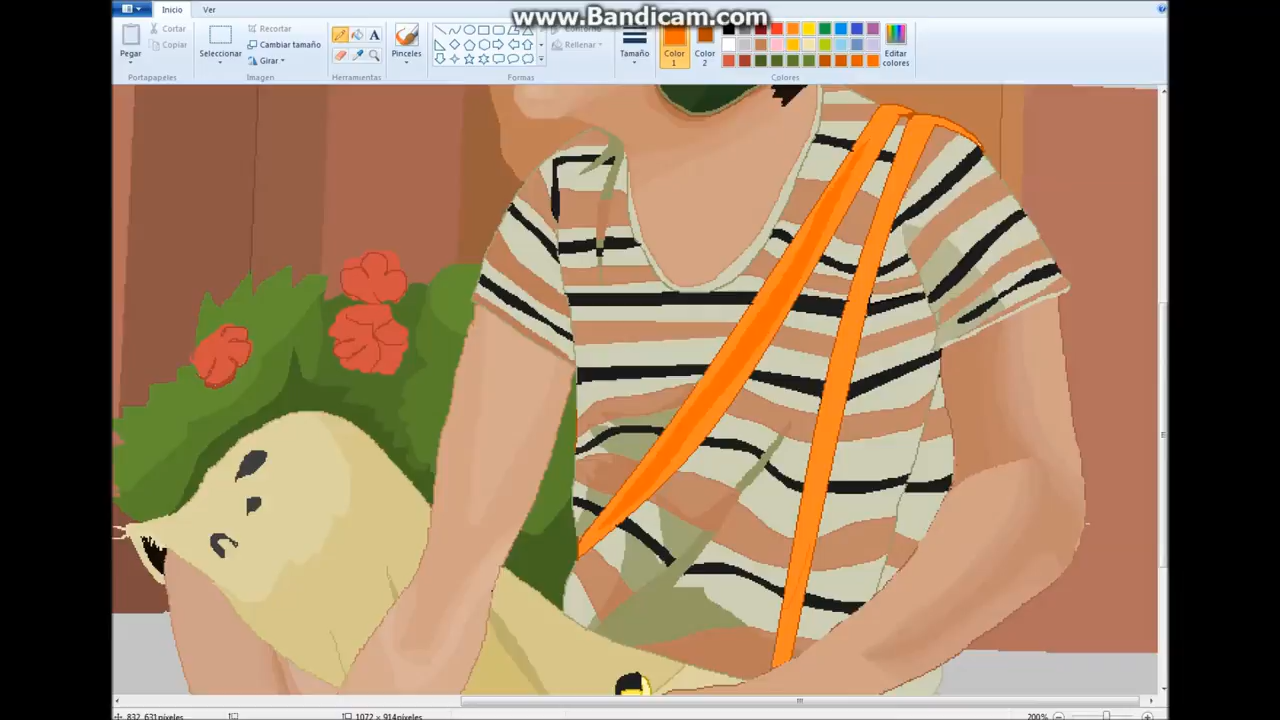 www.Bandicam.com
Inicio
Ver
Pegar
Cortar
Copiar
Portapapeles
Seleccionar
Recortar
Cambiar tamaño
Girar
Imagen
Herramientas
Pinceles
Contorno
Rellenar
Formas
Tamaño
Color 1
Color 2
Editar colores
Colores
832, 631píxeles
1072 × 914píxeles
200%